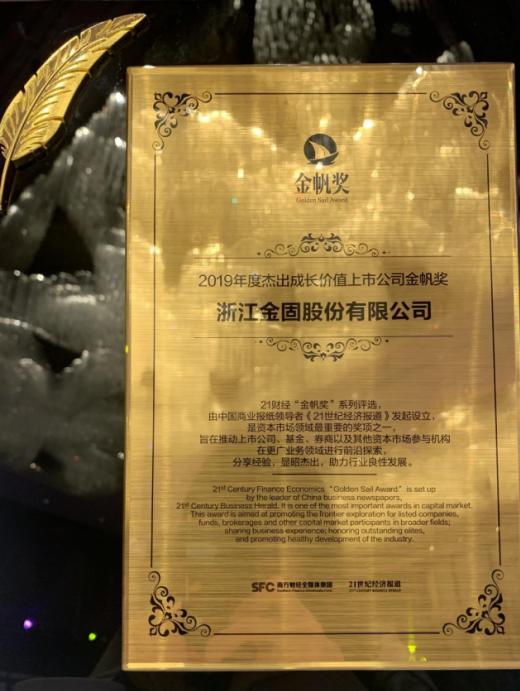 金帆奖
Golden Sail Award
2019年度杰出成长价值上市公司金帆奖
浙江金固股份有限公司
21财经“金帆奖”系列评选，
由中国商业报纸领导者《21世纪经济报道》发起设立，
是资本市场领域最重要的奖项之一，
旨在推动上市公司、基金、券商以及其他资本市场参与机构
在更广业务领域进行前沿探索，
分享经验，显昭杰出，助力行业良性发展。
21st Century Finance Economics “Golden Sail Award” is set up
by the leader of China business newspapers,
21st Century Business Herald. It is one of the most important awards in capital market.
This award is aimed at promoting the frontier exploration for listed companies,
funds, brokerages and other capital market participants in broader fields;
sharing business experience; honoring outstanding elites,
and promoting healthy development of the industry.
SFC 南方财经全媒体集团 21世纪经济报道
21ST CENTURY BUSINESS HERALD